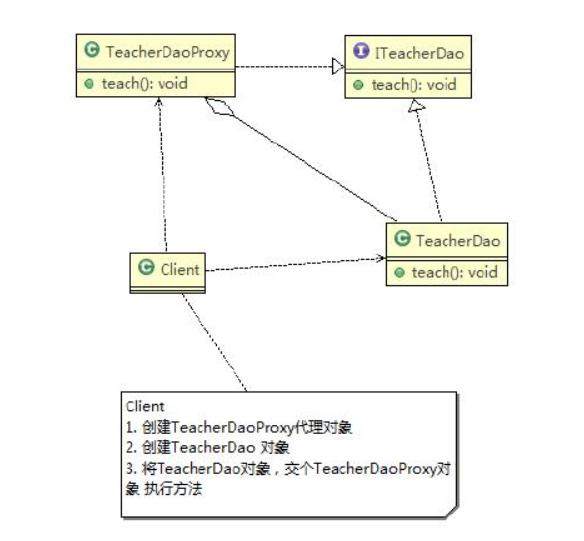 TeacherDaoProxy
teach(): void
ITeacherDao
teach(): void
TeacherDao
teach(): void
Client
Client
1. 创建TeacherDaoProxy代理对象
2. 创建TeacherDao 对象
3. 将TeacherDao对象，交个TeacherDaoProxy对
象 执行方法